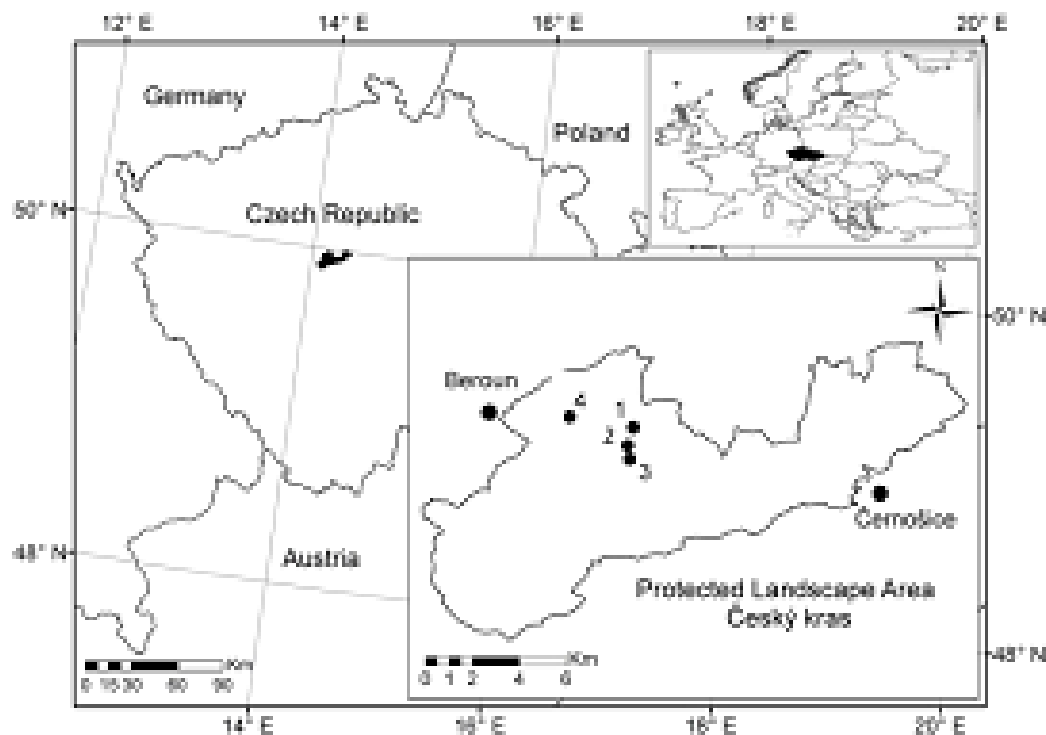 12° E 14° E 16° E 18° E 20° E
Germany
Poland
50° N
Czech Republic
50° N
Beroun
4
1
2
3
Černošice
48° N
Austria
Protected Landscape Area
Český kras
48° N
Km
0 15 30 60 90
Km
0 1 2 4 6
14° E 16° E 18° E 20° E